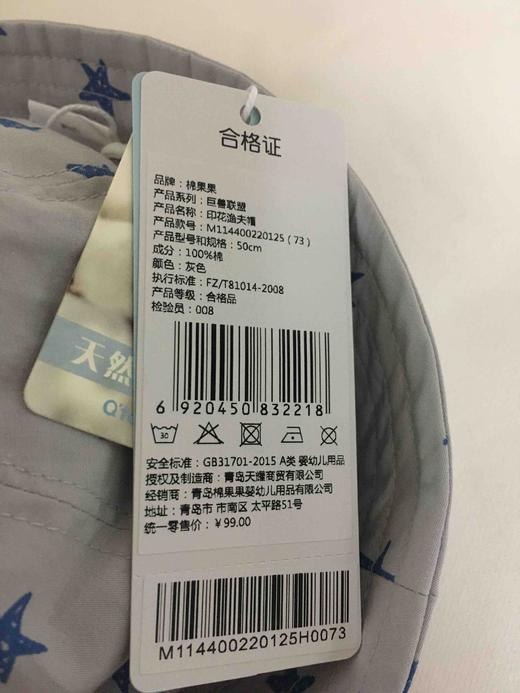 合格证
品牌：棉果果
产品系列：巨兽联盟
产品名称：印花渔夫帽
产品款号：M114400220125（73）
产品型号和规格：50cm
成分：100%棉
颜色：灰色
执行标准：FZ/T81014-2008
产品等级：合格品
检验员：008
6 920450 832218
30
安全标准：GB31701-2015 A类 婴幼儿用品
授权及制造商：青岛天耀商贸有限公司
经销商：青岛棉果果婴幼儿用品有限公司
地址：青岛市 市南区 太平路51号
统一零售价：￥99.00
M114400220125H0073
天然